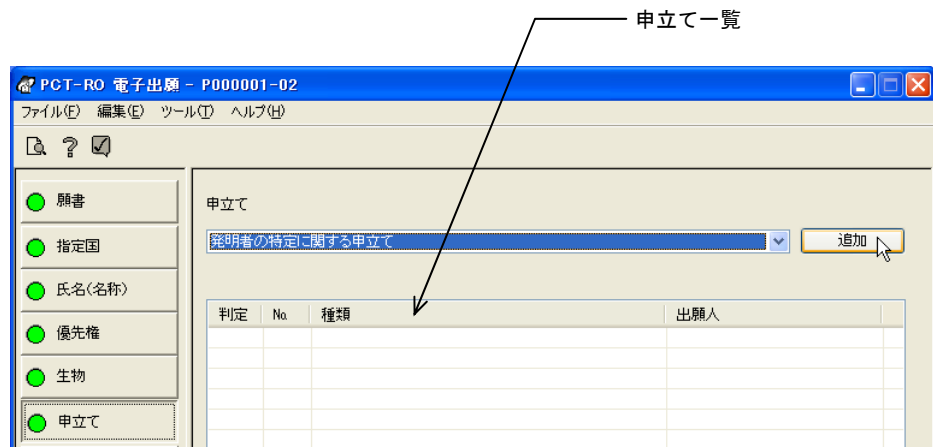 申立て一覧
PCT-RO 電子出願 - P000001-02
ファイル(F) 編集(E) ツール(T) ヘルプ(H)
願書
指定国
氏名(名称)
優先権
生物
申立て
申立て
発明者の特定に関する申立て
追加
判定 No. 種類 出願人